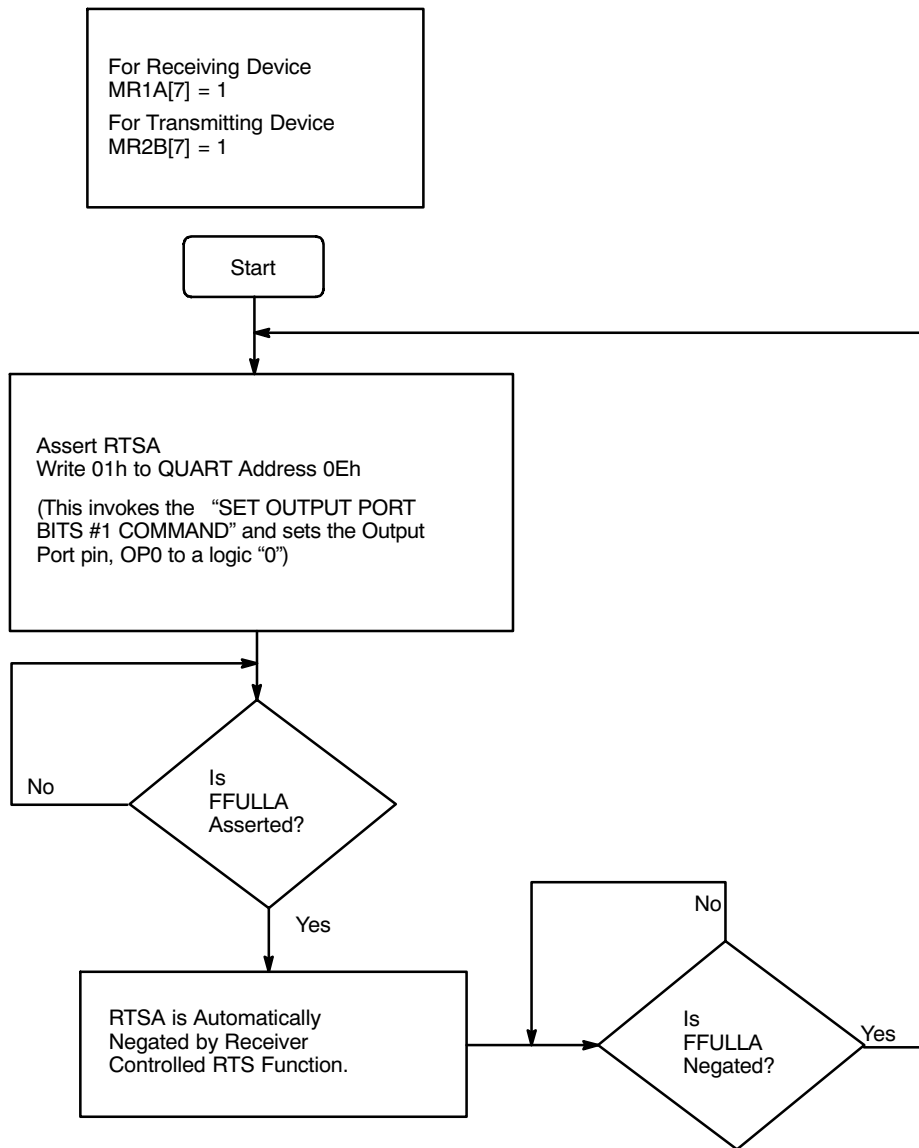 For Receiving Device
MR1A[7] = 1
For Transmitting Device
MR2B[7] = 1
Start
Assert RTSA
Write 01h to QUART Address 0Eh
(This invokes the “SET OUTPUT PORT
BITS #1 COMMAND” and sets the Output
Port pin, OP0 to a logic “0”)
No
Is
FFULLA
Asserted?
Yes
RTSA is Automatically
Negated by Receiver
Controlled RTS Function.
No
Is
FFULLA
Negated?
Yes